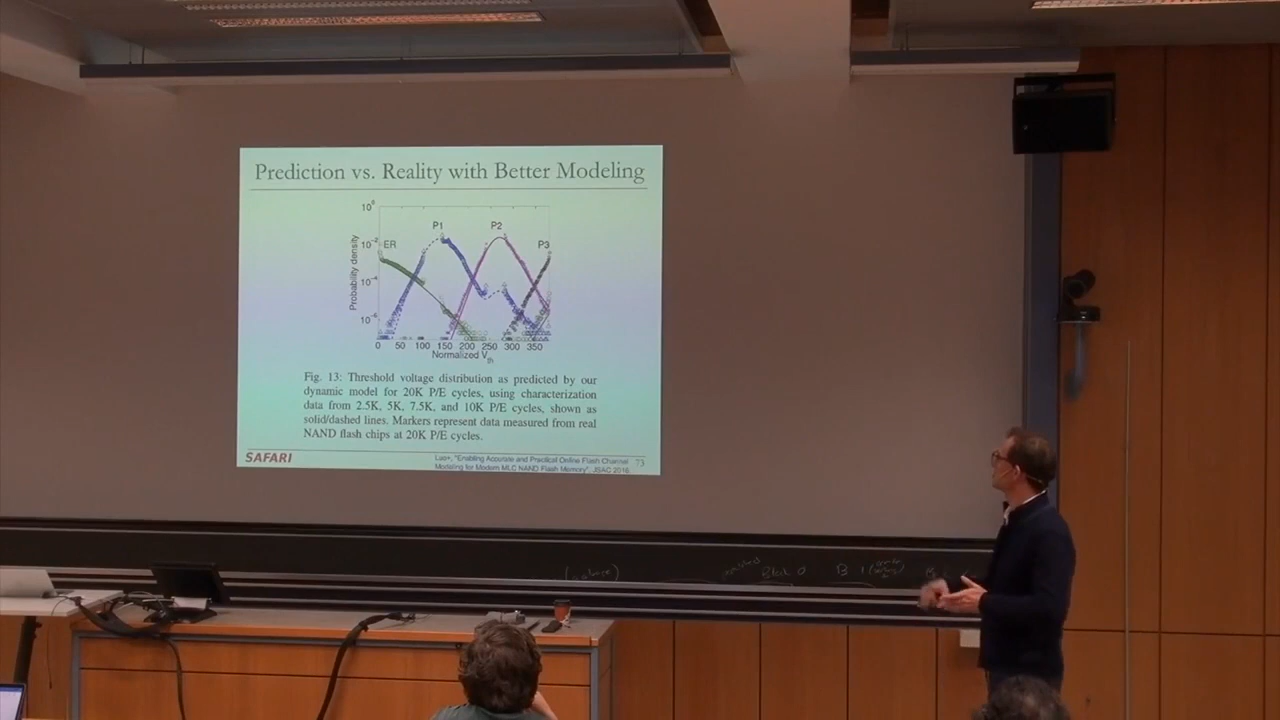 Prediction vs. Reality with Better Modeling
10⁰
10⁻²
10⁻⁴
10⁻⁶
Probability density
ER
P1
P2
P3
0 50 100 150 200 250 300 350
Normalized Vth
Fig. 13: Threshold voltage distribution as predicted by our
dynamic model for 20K P/E cycles, using characterization
data from 2.5K, 5K, 7.5K, and 10K P/E cycles, shown as
solid/dashed lines. Markers represent data measured from real
NAND flash chips at 20K P/E cycles.
SAFARI
Luo+, "Enabling Accurate and Practical Online Flash Channel
Modeling for Modern MLC NAND Flash Memory", JSAC 2016.
73
Block 0
B 1